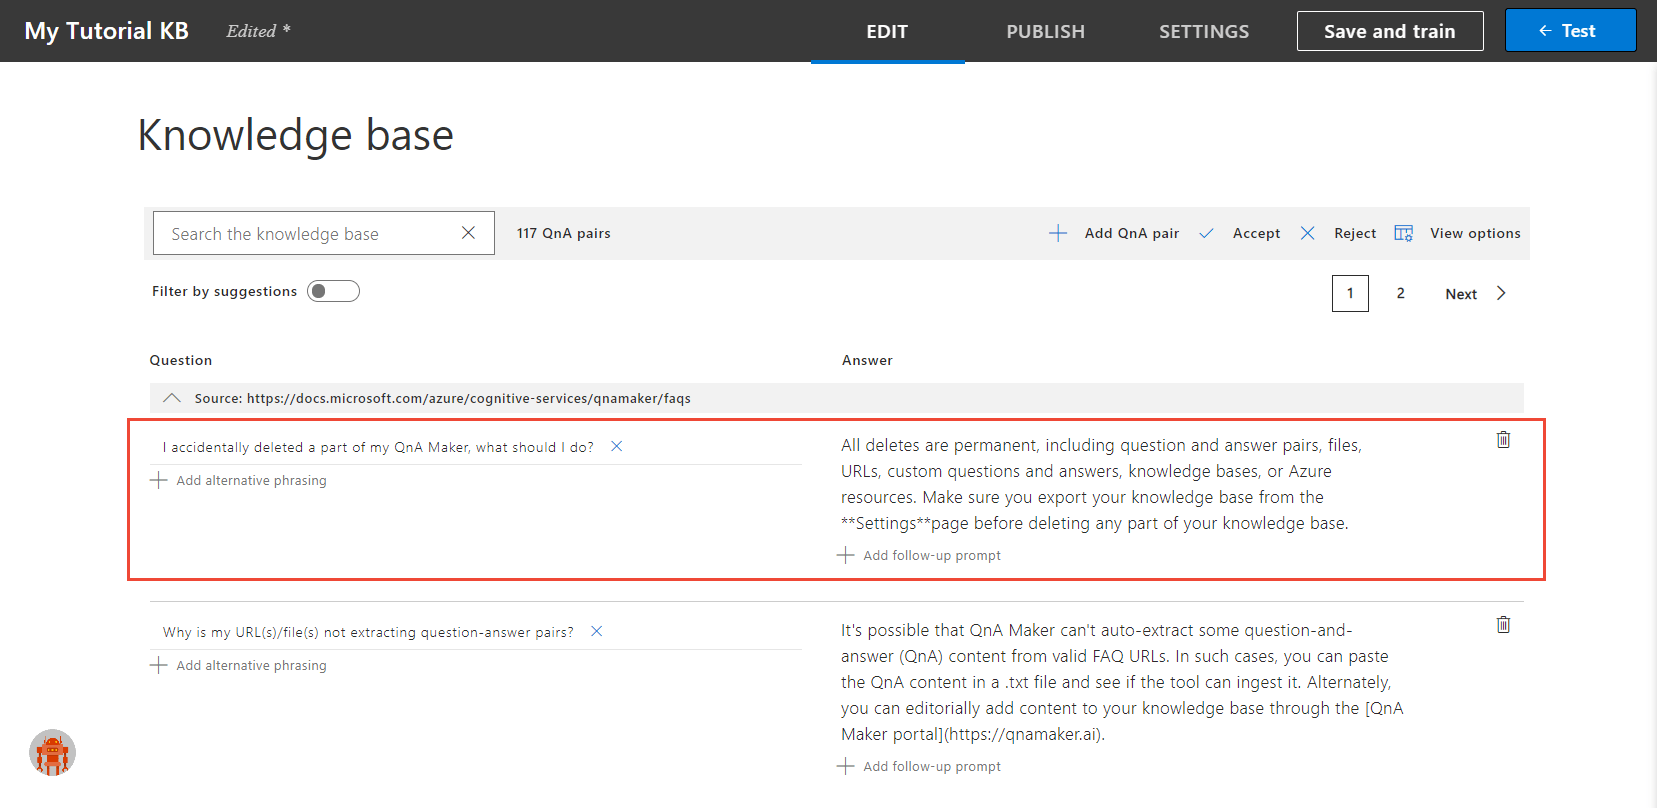 My Tutorial KB Edited * EDIT PUBLISH SETTINGS Save and train ← Test
Knowledge base
Search the knowledge base 117 QnA pairs Add QnA pair Accept Reject View options
Filter by suggestions 1 2 Next
Question Answer
Source: https://docs.microsoft.com/azure/cognitive-services/qnamaker/faqs
I accidentally deleted a part of my QnA Maker, what should I do?
Add alternative phrasing
All deletes are permanent, including question and answer pairs, files,
URLs, custom questions and answers, knowledge bases, or Azure
resources. Make sure you export your knowledge base from the
**Settings**page before deleting any part of your knowledge base.
Add follow-up prompt
Why is my URL(s)/file(s) not extracting question-answer pairs?
Add alternative phrasing
It's possible that QnA Maker can't auto-extract some question-and-
answer (QnA) content from valid FAQ URLs. In such cases, you can paste
the QnA content in a .txt file and see if the tool can ingest it. Alternately,
you can editorially add content to your knowledge base through the [QnA
Maker portal](https://qnamaker.ai).
Add follow-up prompt